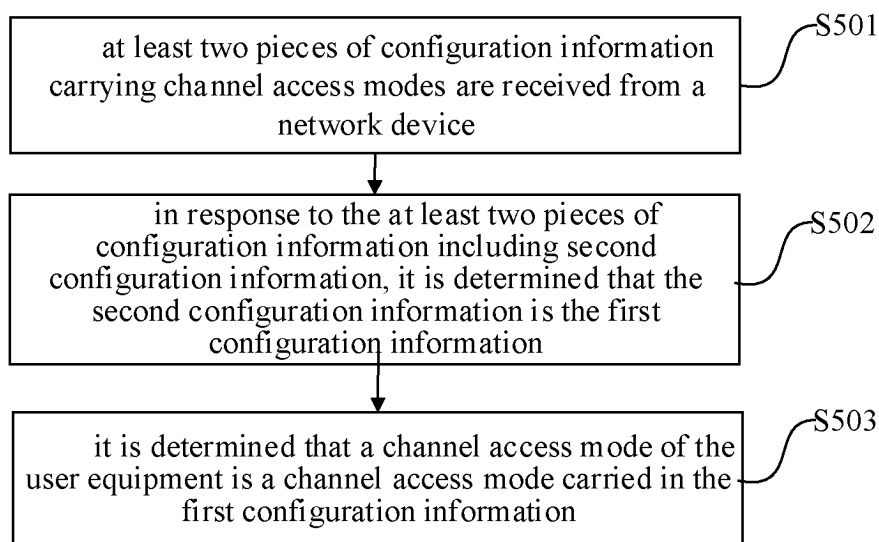 S501
at least two pieces of configuration information
carrying channel access modes are received from a
network device
S502
in response to the at least two pieces of
configuration information including second
configuration information, it is determined that the
second configuration information is the first
configuration information
S503
it is determined that a channel access mode of the
user equipment is a channel access mode carried in the
first configuration information